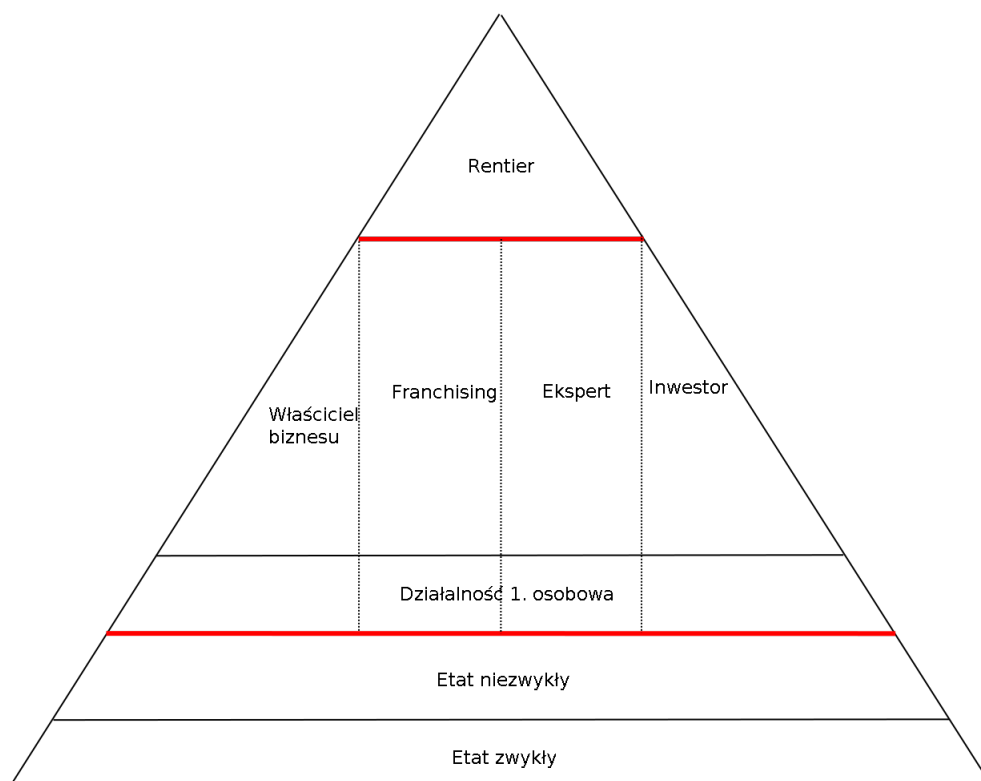 Rentier
Właściciel
biznesu
Franchising
Ekspert
Inwestor
Działalność 1. osobowa
Etat niezwykły
Etat zwykły